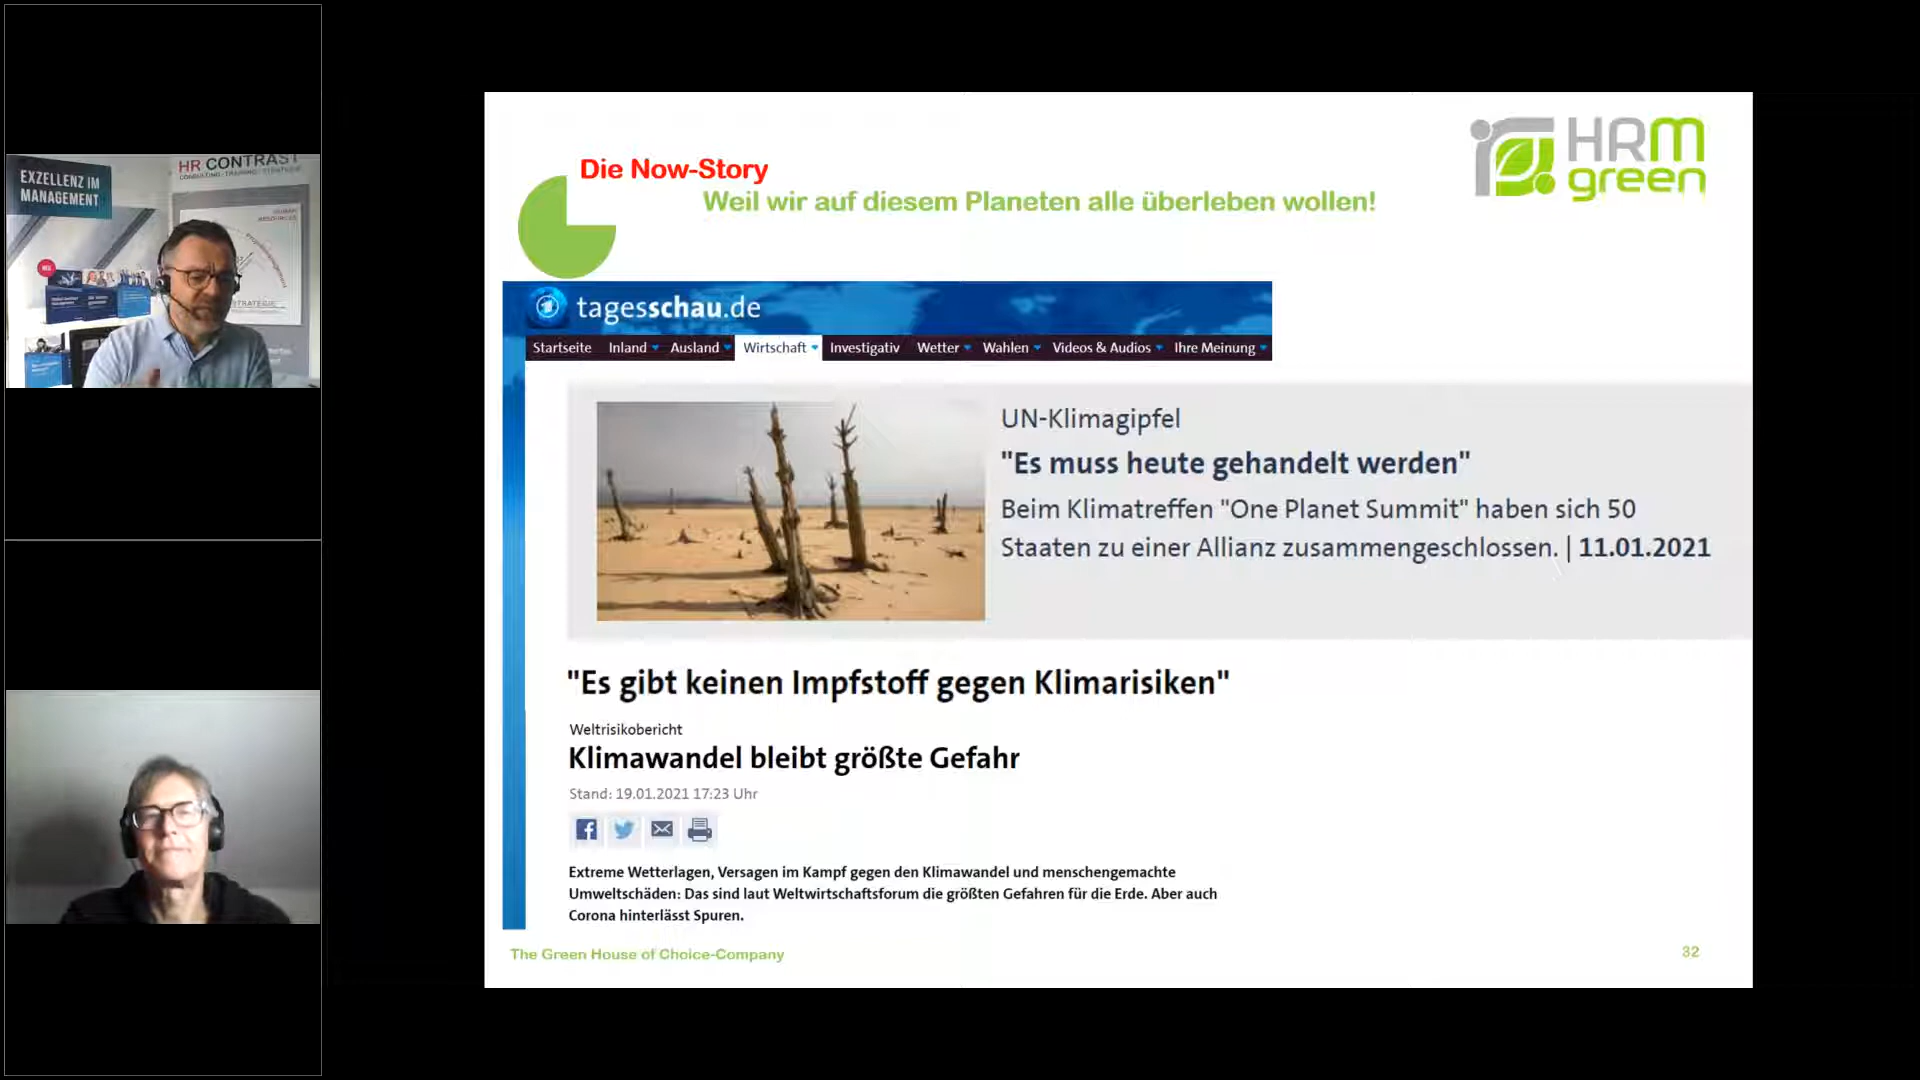 EXZELLENZ IM
MANAGEMENT
HR CONTRAST
CONSULTING · TRAINING · STRATEGIE
Die Now-Story
Weil wir auf diesem Planeten alle überleben wollen!
HRM
green
tagesschau.de
Startseite Inland Ausland Wirtschaft Investigativ Wetter Wahlen Videos & Audios Ihre Meinung
UN-Klimagipfel
"Es muss heute gehandelt werden"
Beim Klimatreffen "One Planet Summit" haben sich 50
Staaten zu einer Allianz zusammengeschlossen. | 11.01.2021
"Es gibt keinen Impfstoff gegen Klimarisiken"
Weltrisikobericht
Klimawandel bleibt größte Gefahr
Stand: 19.01.2021 17:23 Uhr
Extreme Wetterlagen, Versagen im Kampf gegen den Klimawandel und menschengemachte
Umweltschäden: Das sind laut Weltwirtschaftsforum die größten Gefahren für die Erde. Aber auch
Corona hinterlässt Spuren.
The Green House of Choice-Company
32